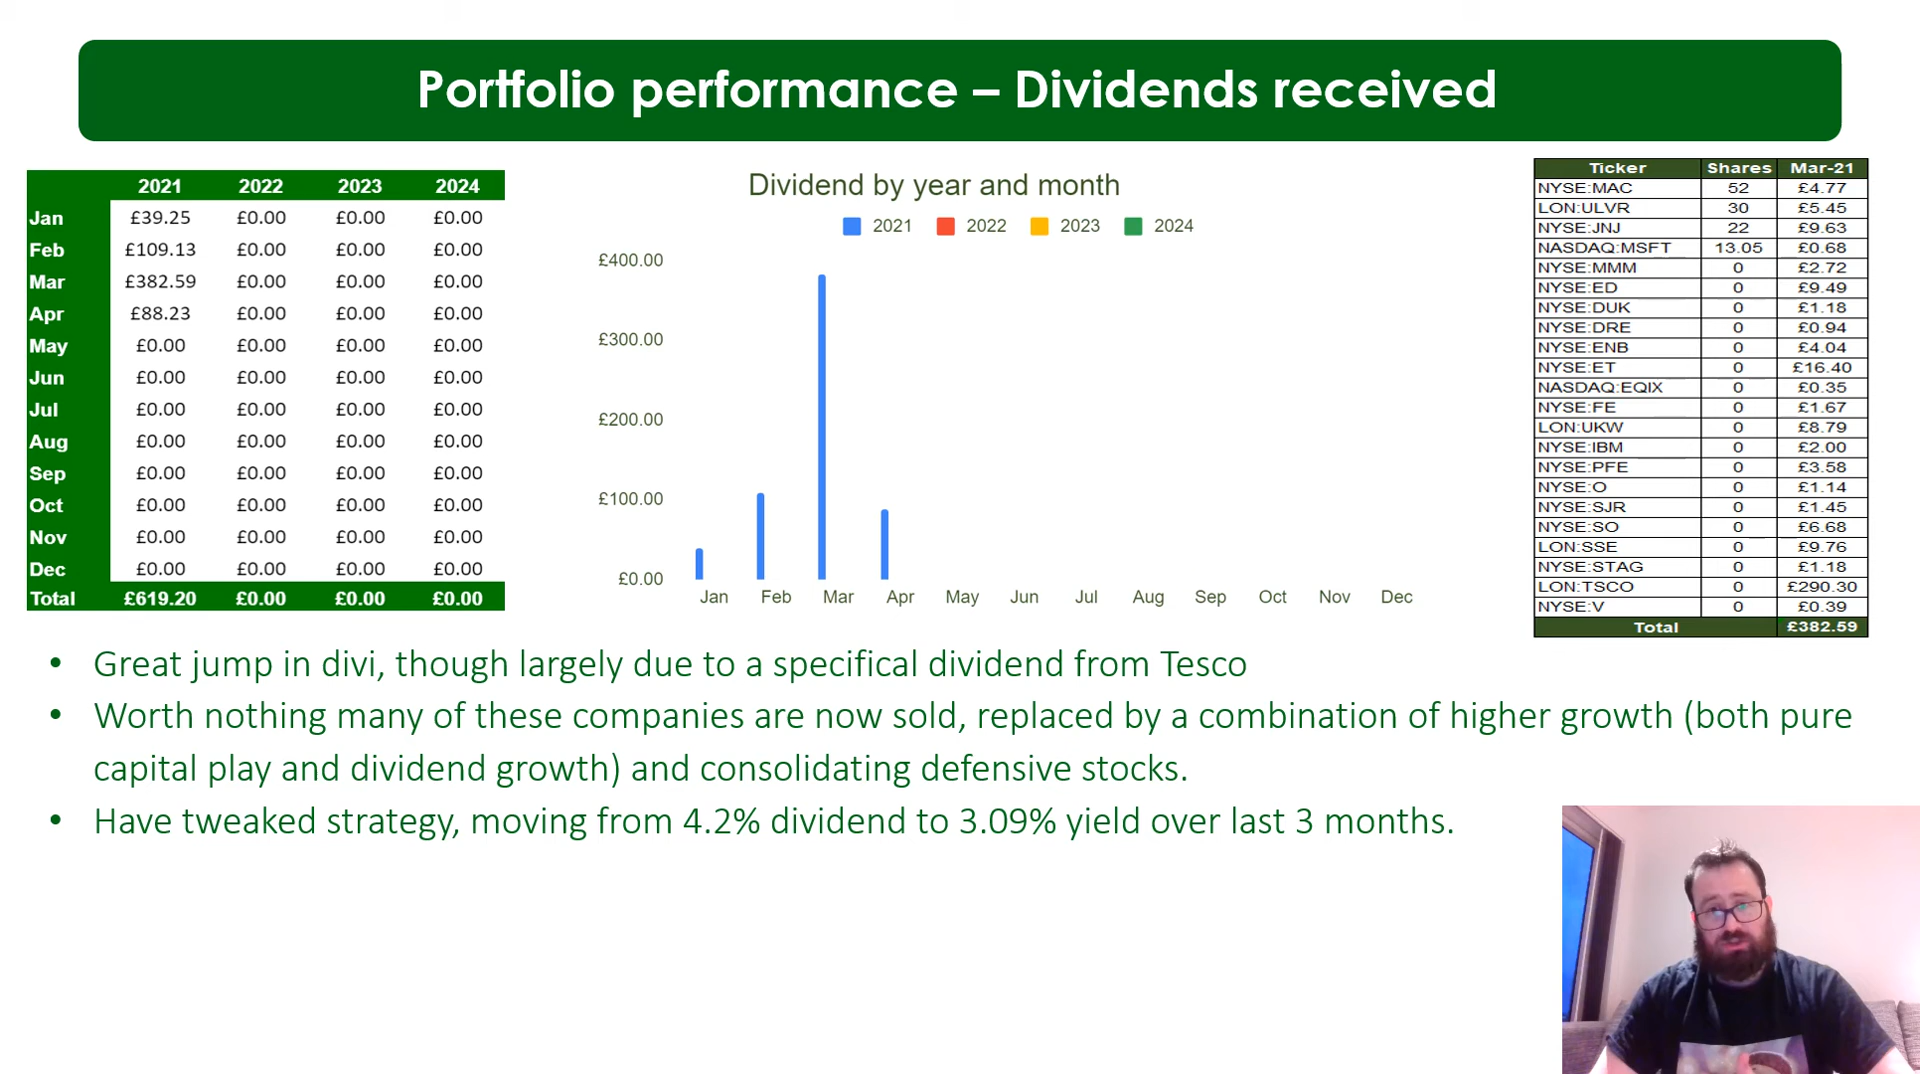 Portfolio performance – Dividends received
2021 2022 2023 2024
Jan £39.25 £0.00 £0.00 £0.00
Feb £109.13 £0.00 £0.00 £0.00
Mar £382.59 £0.00 £0.00 £0.00
Apr £88.23 £0.00 £0.00 £0.00
May £0.00 £0.00 £0.00 £0.00
Jun £0.00 £0.00 £0.00 £0.00
Jul £0.00 £0.00 £0.00 £0.00
Aug £0.00 £0.00 £0.00 £0.00
Sep £0.00 £0.00 £0.00 £0.00
Oct £0.00 £0.00 £0.00 £0.00
Nov £0.00 £0.00 £0.00 £0.00
Dec £0.00 £0.00 £0.00 £0.00
Total £619.20 £0.00 £0.00 £0.00
Dividend by year and month
2021 2022 2023 2024
£400.00
£300.00
£200.00
£100.00
£0.00
Jan Feb Mar Apr May Jun Jul Aug Sep Oct Nov Dec
Ticker Shares Mar-21
NYSE:MAC 52 £4.77
LON:ULVR 30 £5.45
NYSE:JNJ 22 £9.63
NASDAQ:MSFT 13.05 £0.68
NYSE:MMM 0 £2.72
NYSE:ED 0 £9.49
NYSE:DUK 0 £1.18
NYSE:DRE 0 £0.94
NYSE:ENB 0 £4.04
NYSE:ET 0 £16.40
NASDAQ:EQIX 0 £0.35
NYSE:FE 0 £1.67
LON:UKW 0 £8.79
NYSE:IBM 0 £2.00
NYSE:PFE 0 £3.58
NYSE:O 0 £1.14
NYSE:SJR 0 £1.45
NYSE:SO 0 £6.68
LON:SSE 0 £9.76
NYSE:STAG 0 £1.18
LON:TSCO 0 £290.30
NYSE:V 0 £0.39
Total £382.59
• Great jump in divi, though largely due to a specifical dividend from Tesco
• Worth nothing many of these companies are now sold, replaced by a combination of higher growth (both pure
capital play and dividend growth) and consolidating defensive stocks.
• Have tweaked strategy, moving from 4.2% dividend to 3.09% yield over last 3 months.